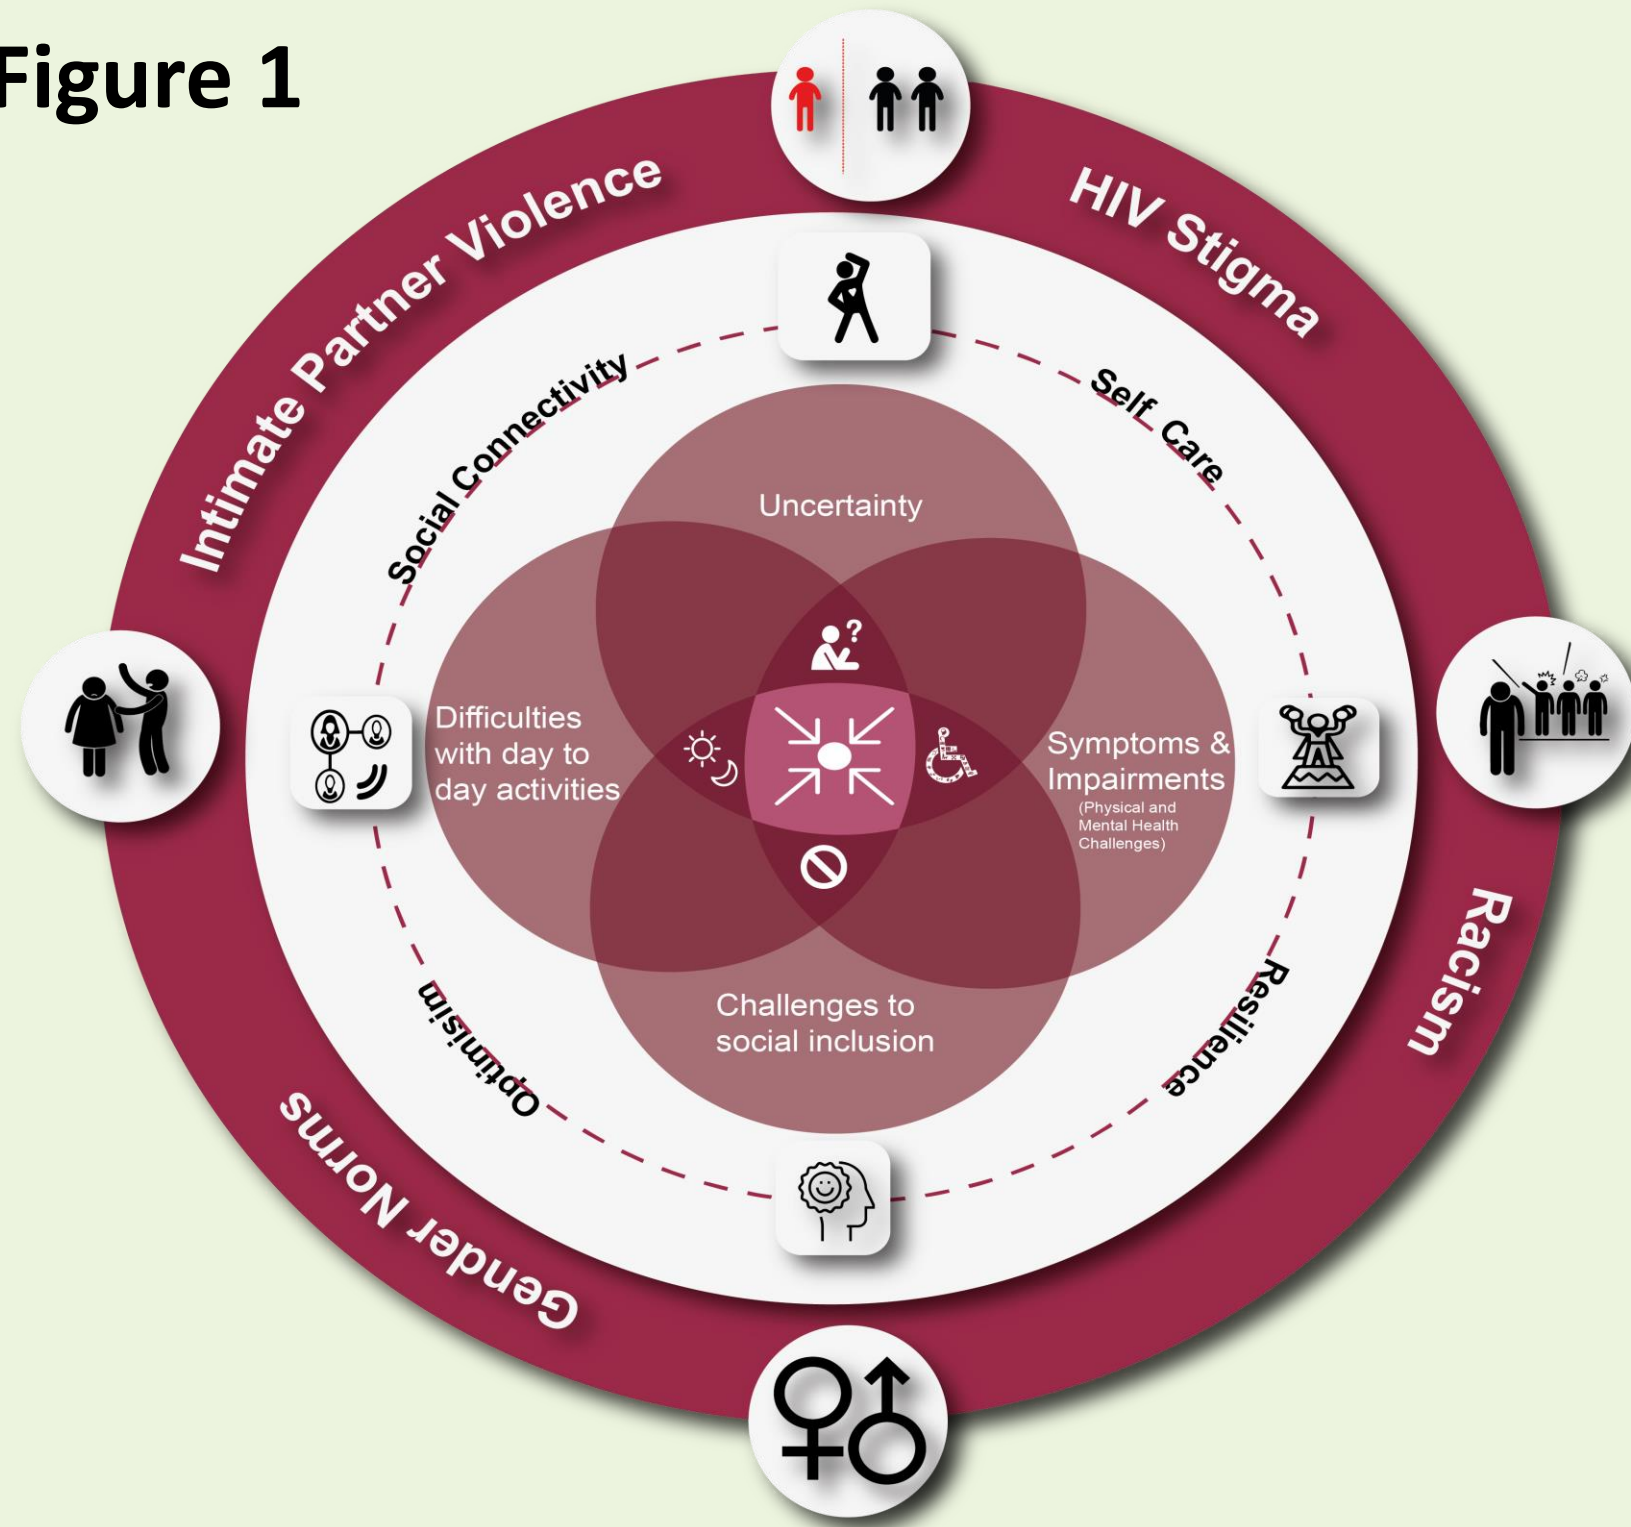 Figure 1
Intimate Partner Violence
HIV Stigma
Social Connectivity
Self Care
Uncertainty
?
Difficulties
with day to
day activities
Symptoms &
Impairments
(Physical and
Mental Health
Challenges)
Challenges to
social inclusion
Optimisim
Resilience
Racism
Gender Norms